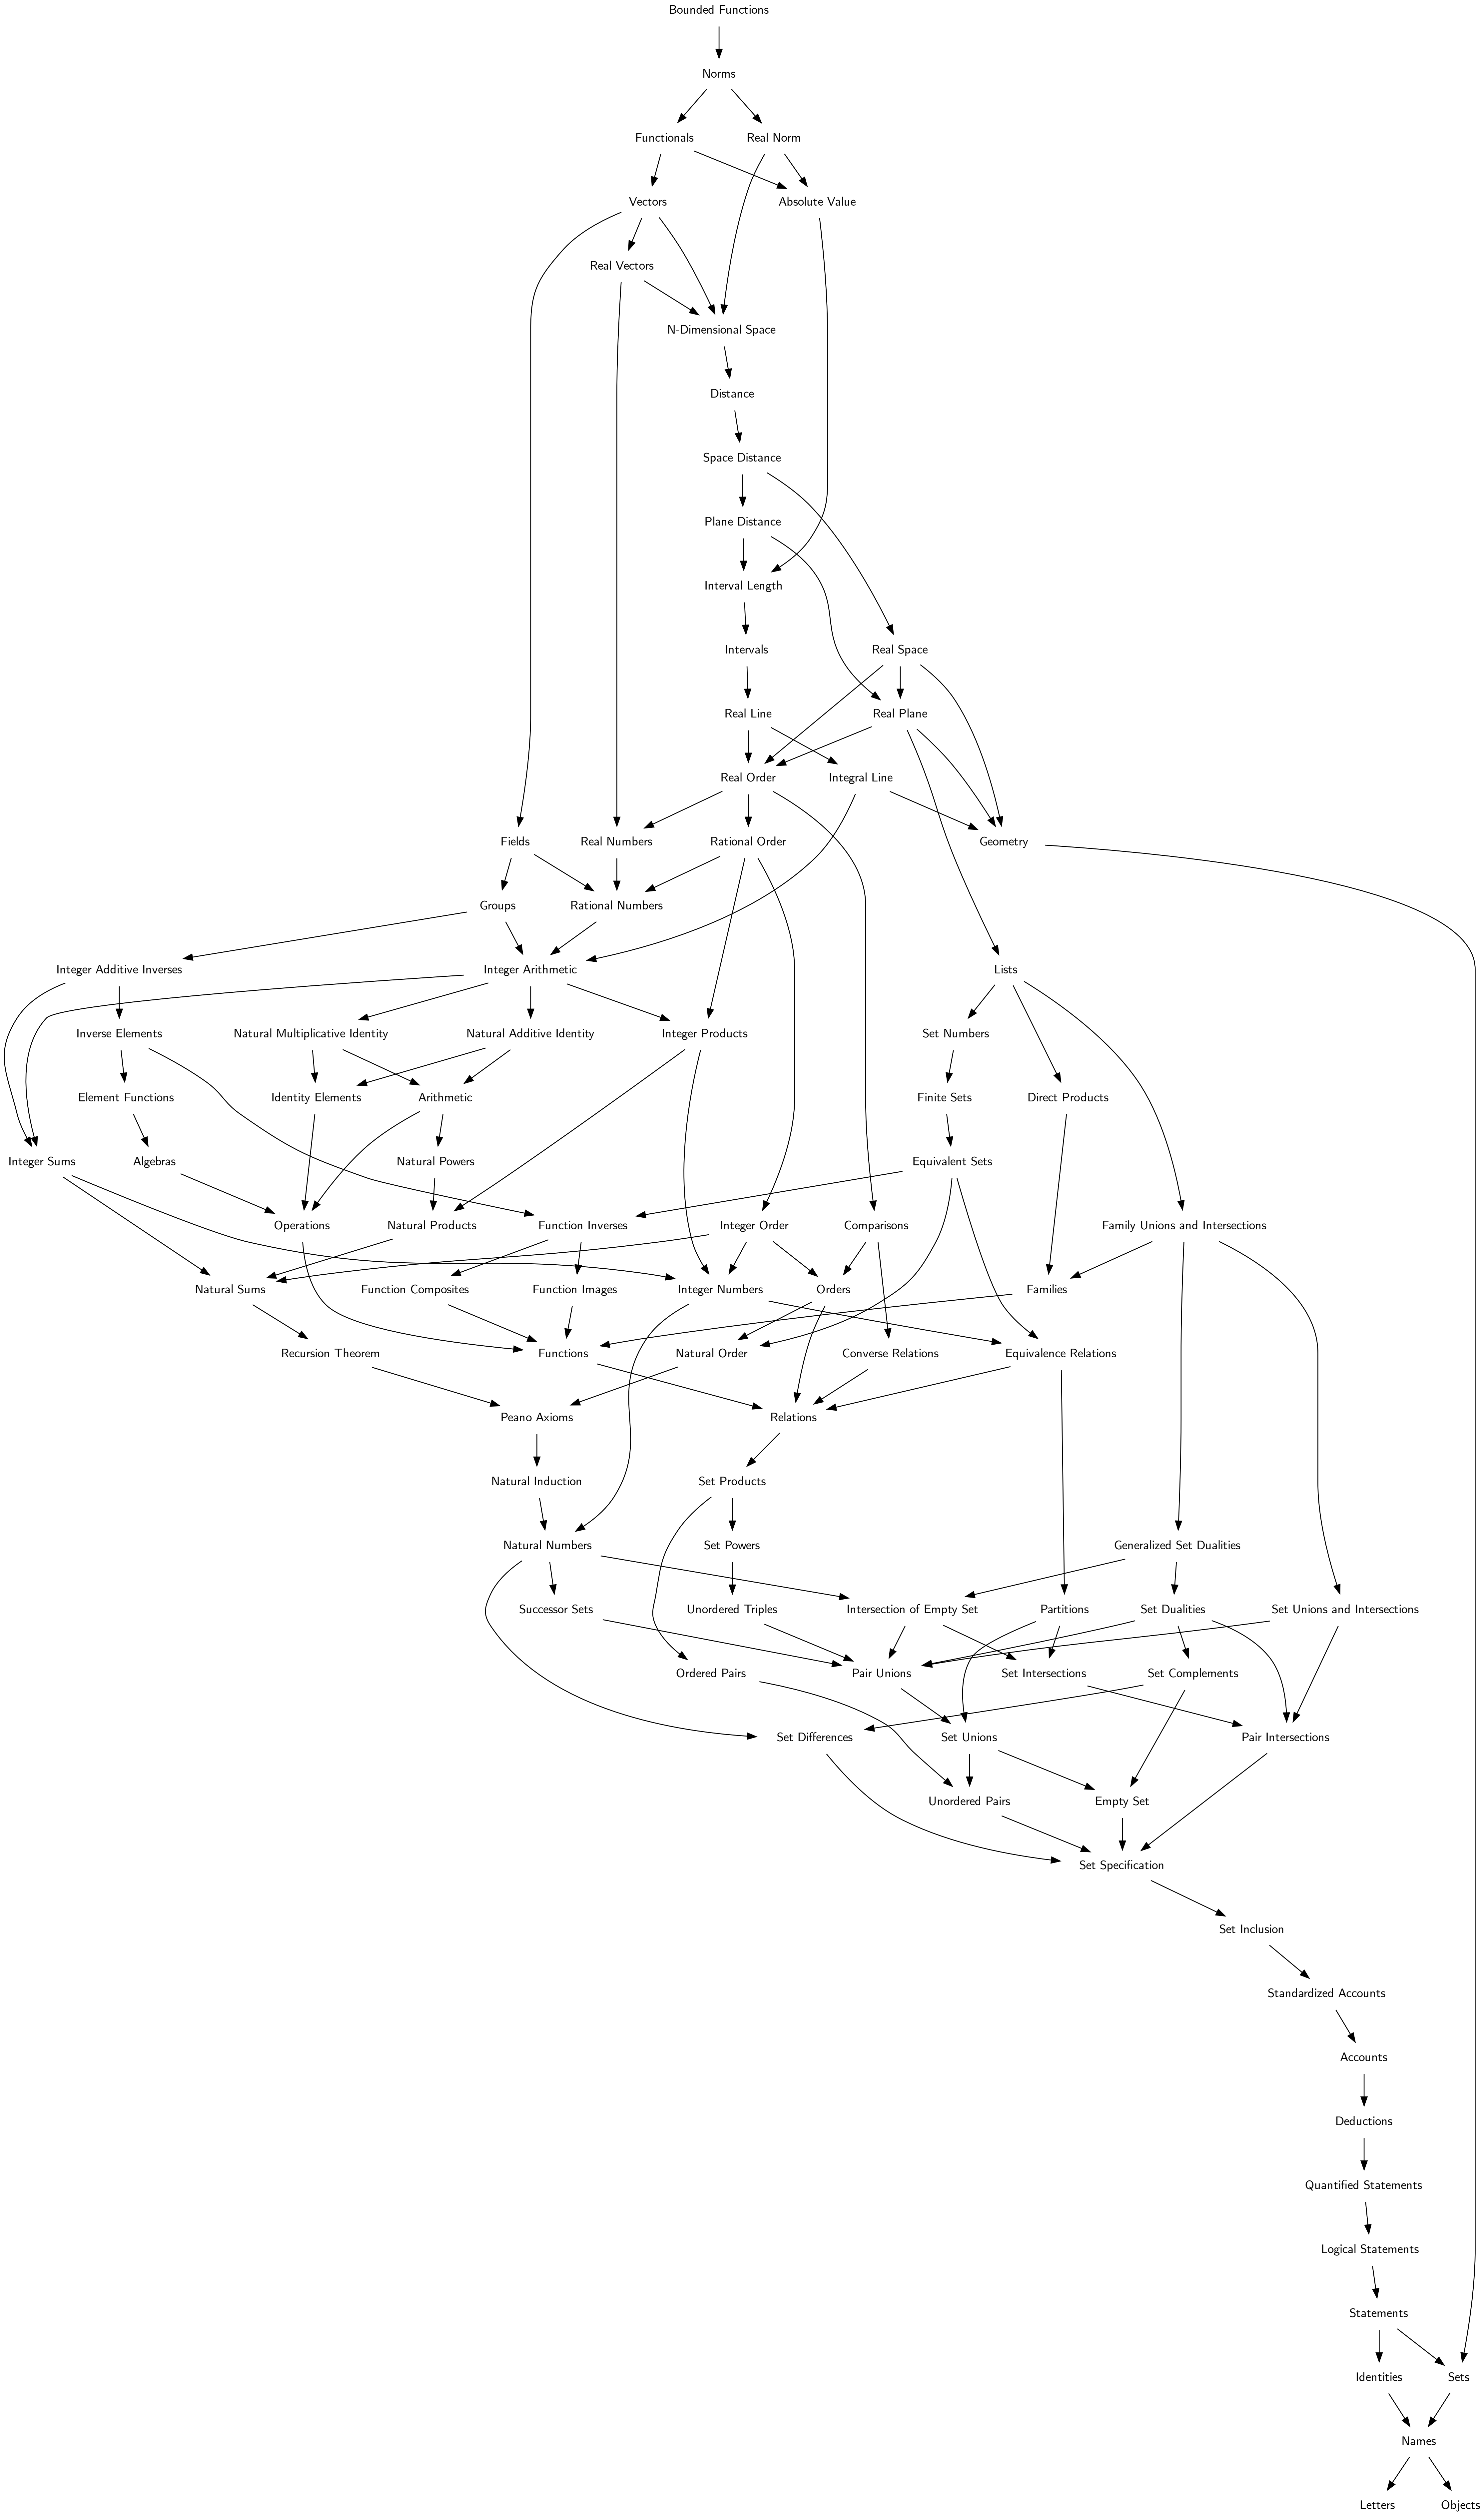 Bounded Functions
Norms
Functionals
Real Norm
Vectors
Absolute Value
Real Vectors
N-Dimensional Space
Distance
Space Distance
Plane Distance
Interval Length
Intervals
Real Space
Real Line
Real Plane
Real Order
Integral Line
Fields
Real Numbers
Rational Order
Geometry
Groups
Rational Numbers
Integer Additive Inverses
Integer Arithmetic
Lists
Inverse Elements
Natural Multiplicative Identity
Natural Additive Identity
Integer Products
Set Numbers
Element Functions
Identity Elements
Arithmetic
Finite Sets
Direct Products
Integer Sums
Algebras
Natural Powers
Equivalent Sets
Operations
Natural Products
Function Inverses
Integer Order
Comparisons
Family Unions and Intersections
Natural Sums
Function Composites
Function Images
Integer Numbers
Orders
Families
Recursion Theorem
Functions
Natural Order
Converse Relations
Equivalence Relations
Peano Axioms
Relations
Natural Induction
Set Products
Natural Numbers
Set Powers
Generalized Set Dualities
Successor Sets
Unordered Triples
Intersection of Empty Set
Partitions
Set Dualities
Set Unions and Intersections
Ordered Pairs
Pair Unions
Set Intersections
Set Complements
Set Differences
Set Unions
Pair Intersections
Unordered Pairs
Empty Set
Set Specification
Set Inclusion
Standardized Accounts
Accounts
Deductions
Quantified Statements
Logical Statements
Statements
Identities
Sets
Names
Letters
Objects